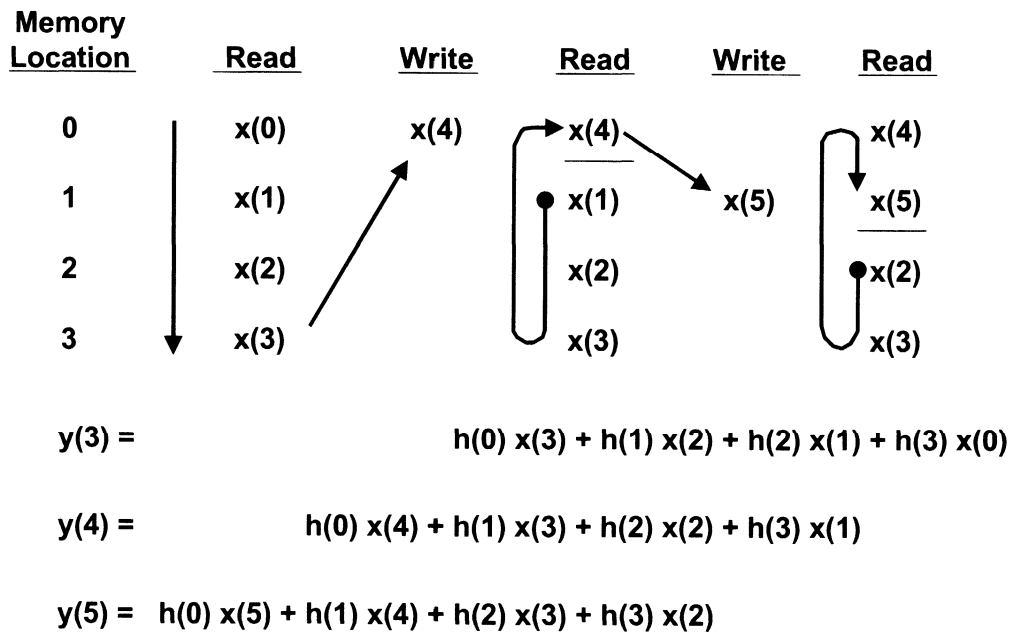 Memory
Location Read Write Read Write Read
0 x(0) x(4) x(4) x(4)
1 x(1) x(1) x(5) x(5)
2 x(2) x(2) x(2)
3 x(3) x(3) x(3)
y(3) = h(0) x(3) + h(1) x(2) + h(2) x(1) + h(3) x(0)
y(4) = h(0) x(4) + h(1) x(3) + h(2) x(2) + h(3) x(1)
y(5) = h(0) x(5) + h(1) x(4) + h(2) x(3) + h(3) x(2)